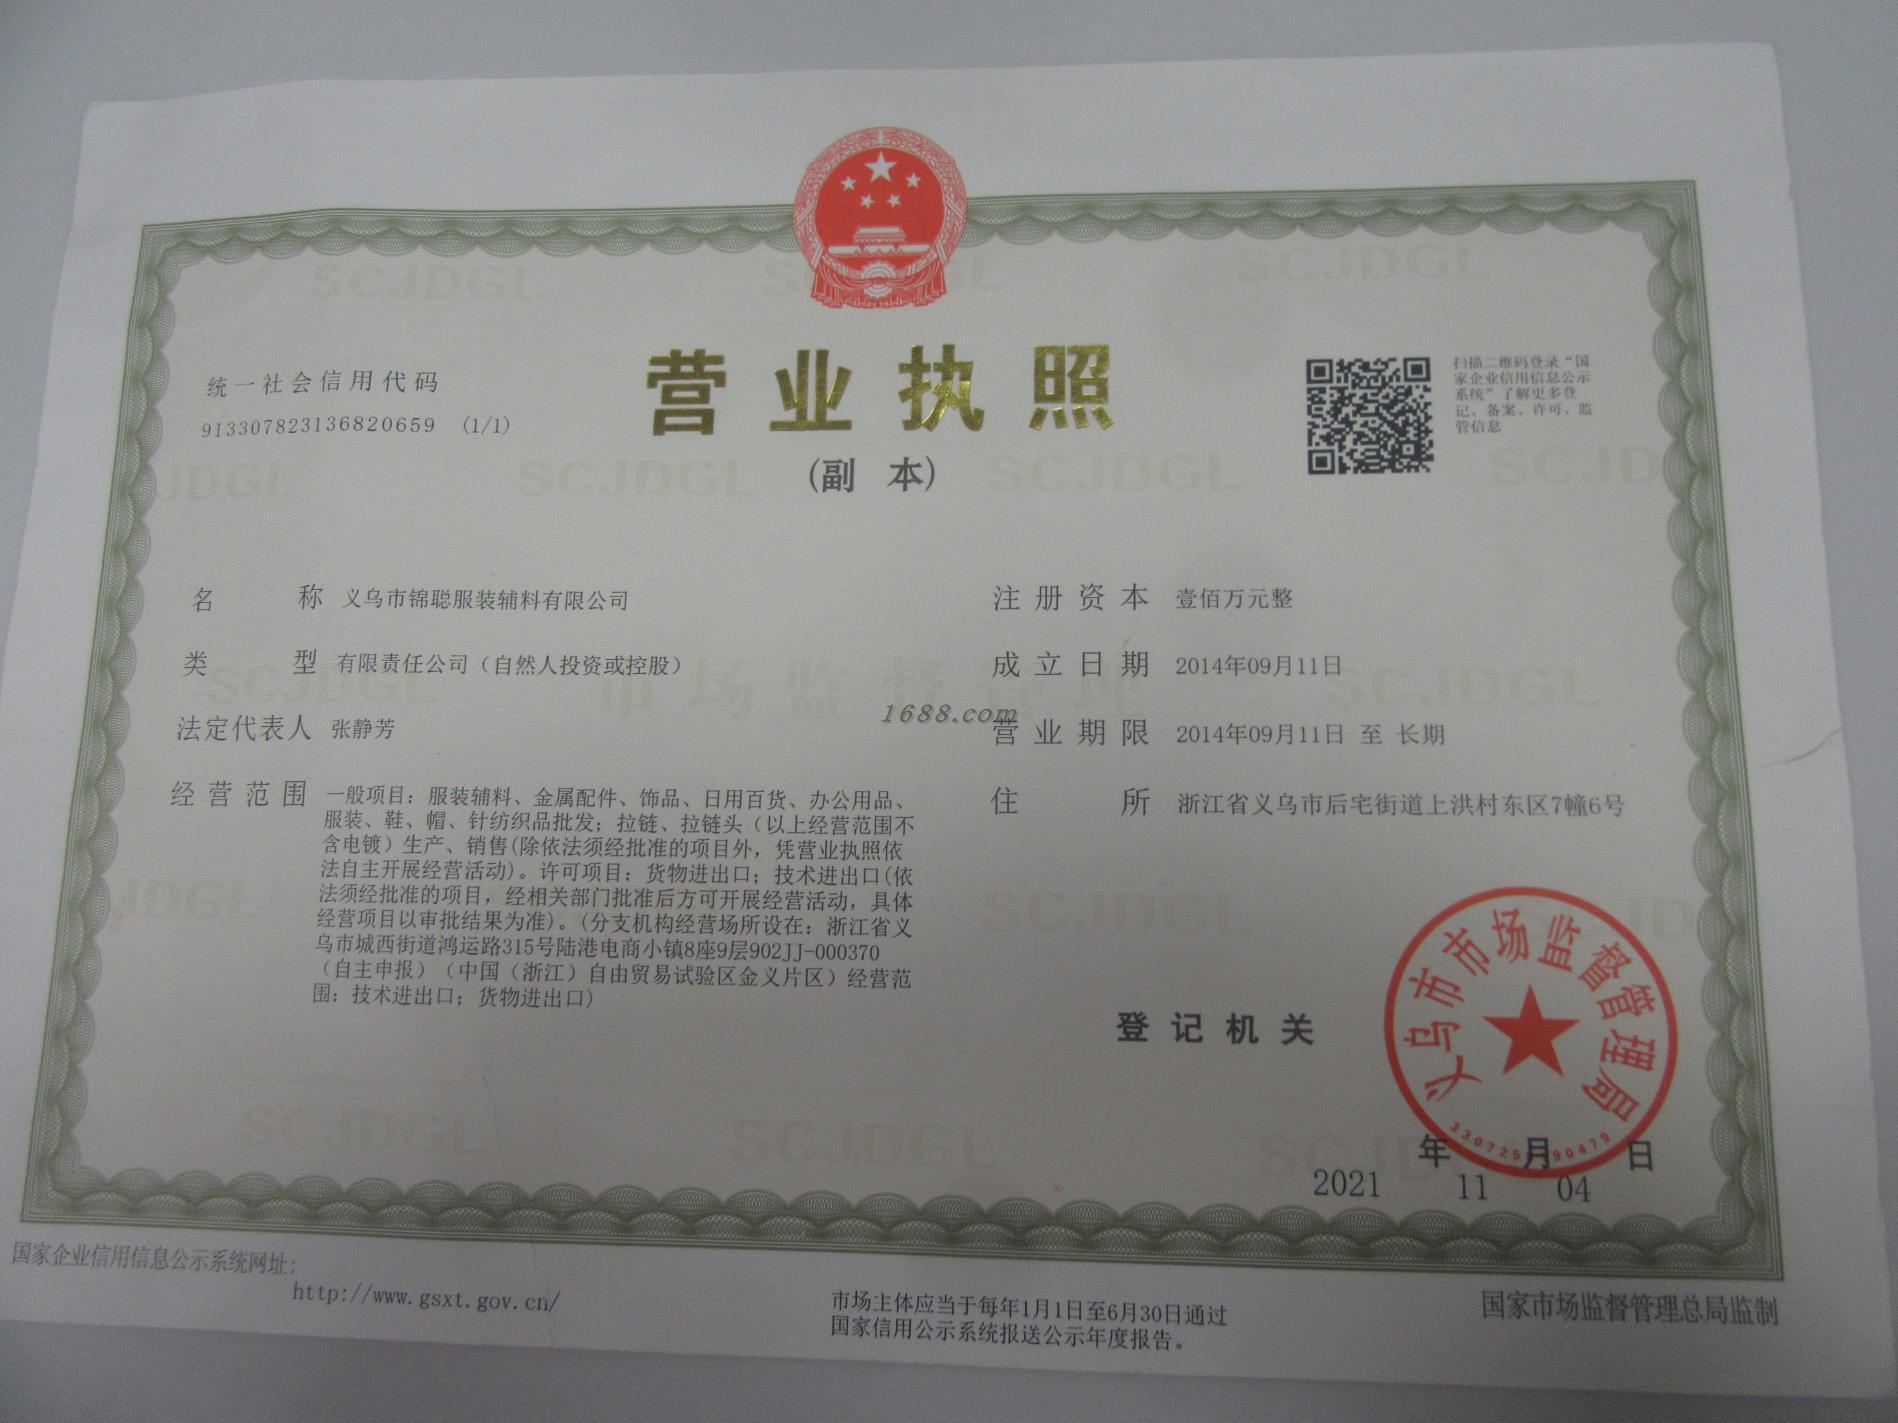 营业执照
(副 本)
统一社会信用代码
913307823136820659 (1/1)
扫描二维码登录“国
家企业信用信息公示
系统”了解更多登
记、备案、许可、监
管信息
名 称 义乌市锦聪服装辅料有限公司
类 型 有限责任公司（自然人投资或控股）
法定代表人 张静芳
经营范围 一般项目：服装辅料、金属配件、饰品、日用百货、办公用品、
服装、鞋、帽、针纺织品批发；拉链、拉链头（以上经营范围不
含电镀）生产、销售(除依法须经批准的项目外，凭营业执照依
法自主开展经营活动)。许可项目：货物进出口；技术进出口(依
法须经批准的项目，经相关部门批准后方可开展经营活动，具体
经营项目以审批结果为准)。(分支机构经营场所设在：浙江省义
乌市城西街道鸿运路315号陆港电商小镇8座9层902JJ-000370
（自主申报）（中国（浙江）自由贸易试验区金义片区）经营范
围：技术进出口；货物进出口)
注册资本 壹佰万元整
成立日期 2014年09月11日
营业期限 2014年09月11日 至 长期
住 所 浙江省义乌市后宅街道上洪村东区7幢6号
1688.com
市场监督管理
SCJDGL
登记机关
义乌市市场监督管理局
年 月 日
2021 11 04
国家企业信用信息公示系统网址：
http://www.gsxt.gov.cn/
市场主体应当于每年1月1日至6月30日通过
国家信用公示系统报送公示年度报告。
国家市场监督管理总局监制